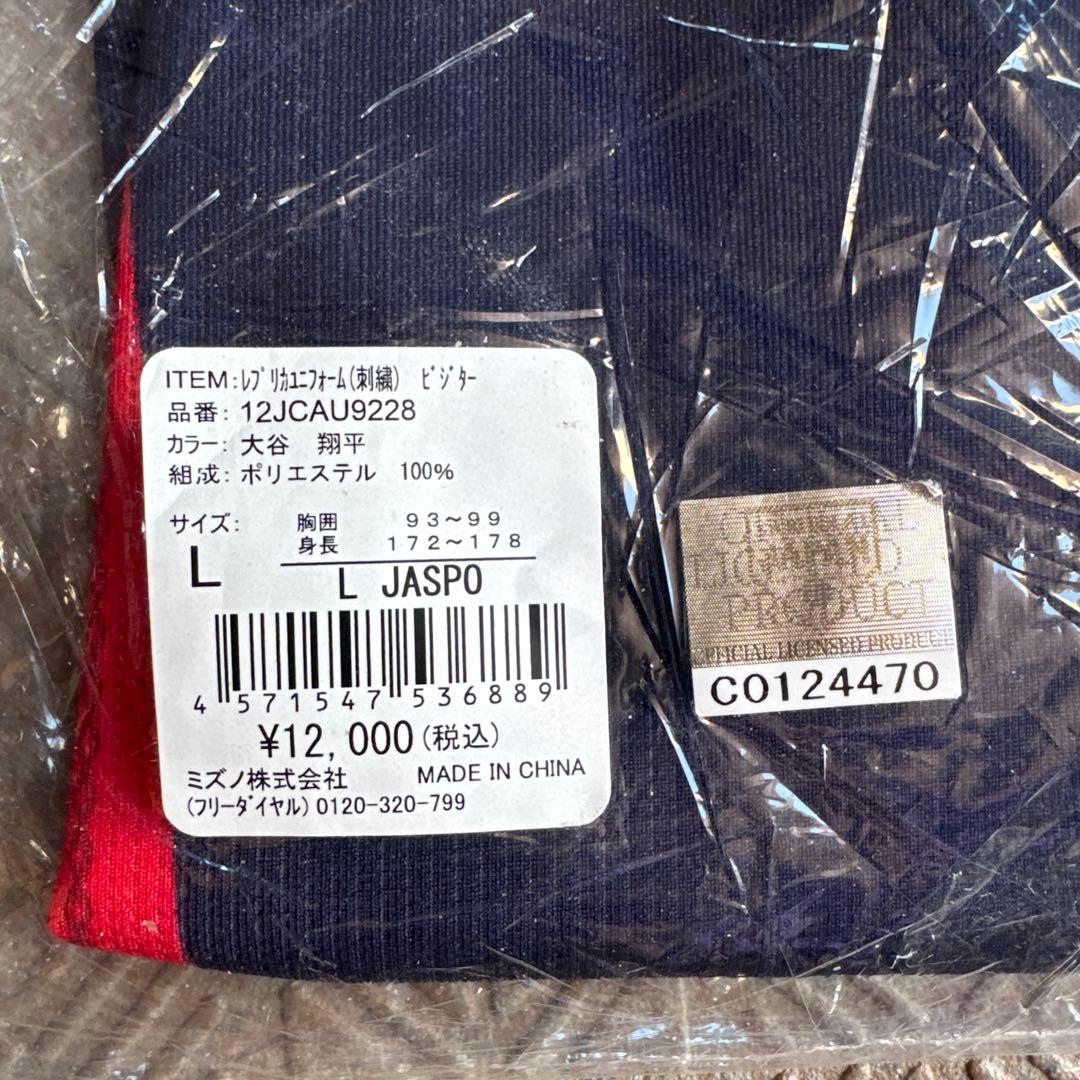 ITEM:ﾚﾌﾟﾘｶﾕﾆﾌｫｰﾑ(刺繍) ﾋﾞｼﾞﾀｰ
品番: 12JCAU9228
カラー: 大谷 翔平
組成: ポリエステル 100%
サイズ: 胸囲 93～99
身長 172～178
L
L JASPO
4 571547 536889
¥12,000(税込)
ミズノ株式会社 MADE IN CHINA
(フリーダイヤル) 0120-320-799
JAPAN
PRODUCT
OFFICIAL LICENSED PRODUCT
C0124470